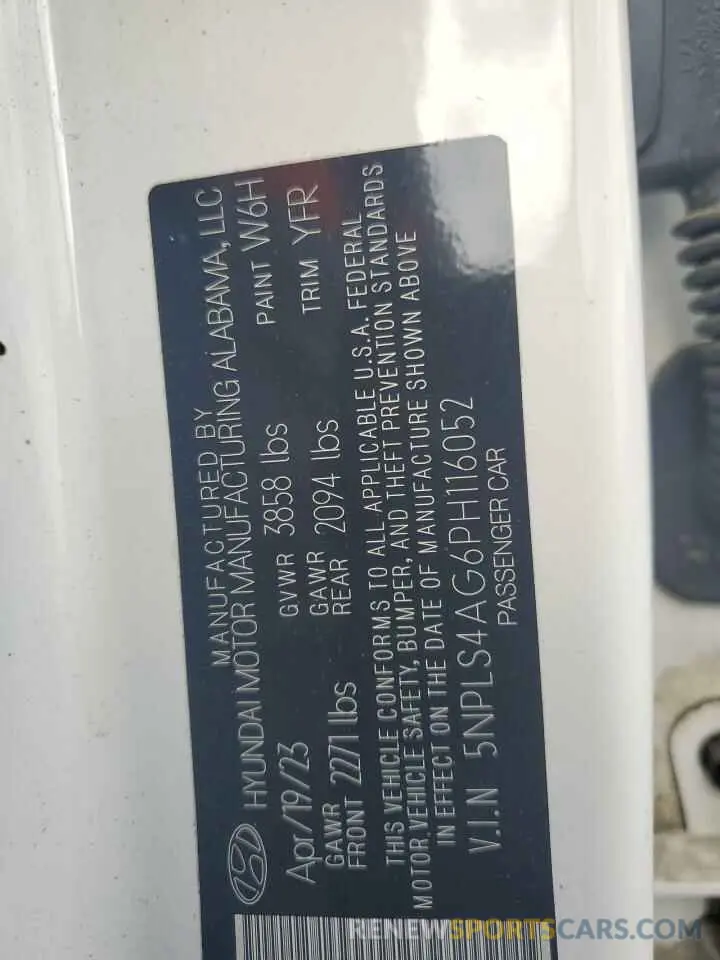 MANUFACTURED BY
HYUNDAI MOTOR MANUFACTURING ALABAMA, LLC
Apr/19/23 GVWR 3858 lbs PAINT W6H
GAWR FRONT 2271 lbs GAWR REAR 2094 lbs TRIM YFR
THIS VEHICLE CONFORMS TO ALL APPLICABLE U.S.A. FEDERAL
MOTOR VEHICLE SAFETY, BUMPER, AND THEFT PREVENTION STANDARDS
IN EFFECT ON THE DATE OF MANUFACTURE SHOWN ABOVE
V.I.N 5NPLS4AG6PH116052
PASSENGER CAR
RENEWSPORTSCARS.COM